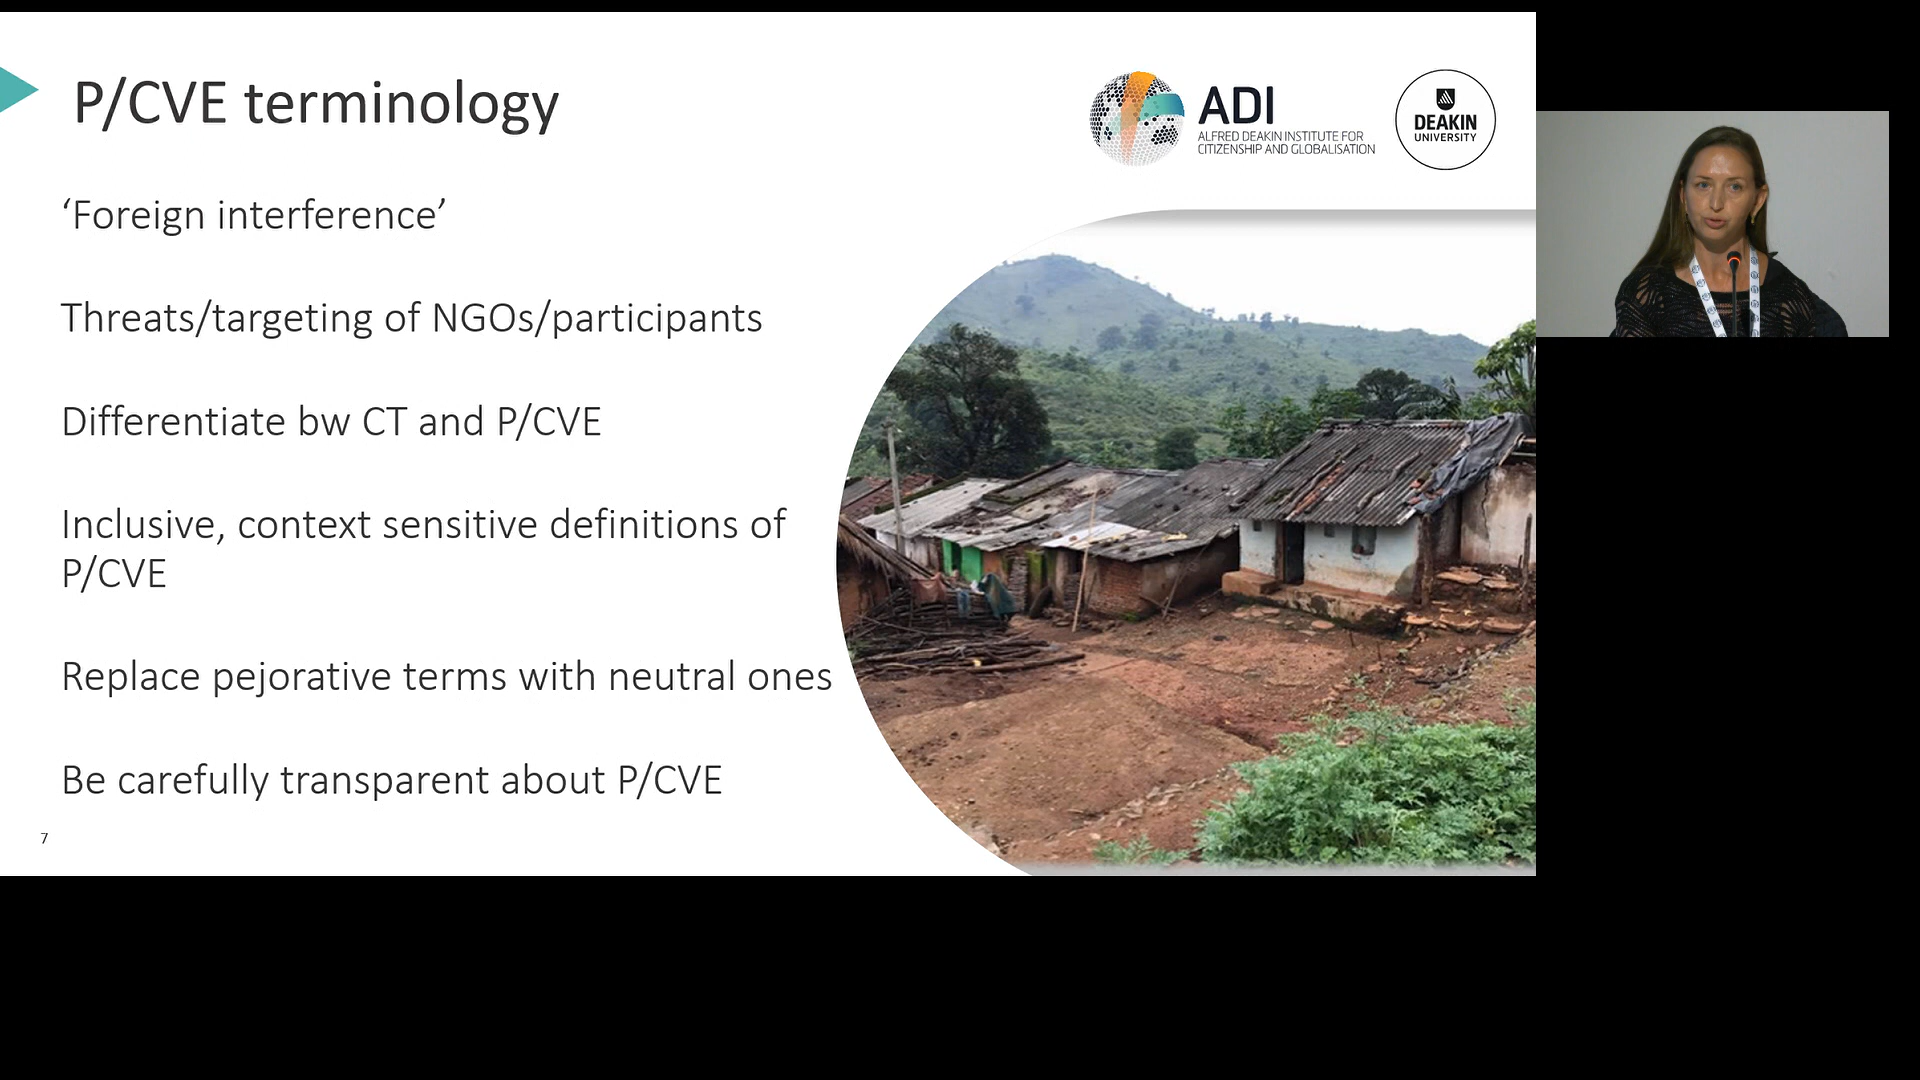 P/CVE terminology
ADI
ALFRED DEAKIN INSTITUTE FOR
CITIZENSHIP AND GLOBALISATION
DEAKIN
UNIVERSITY
‘Foreign interference’
Threats/targeting of NGOs/participants
Differentiate bw CT and P/CVE
Inclusive, context sensitive definitions of
P/CVE
Replace pejorative terms with neutral ones
Be carefully transparent about P/CVE
7